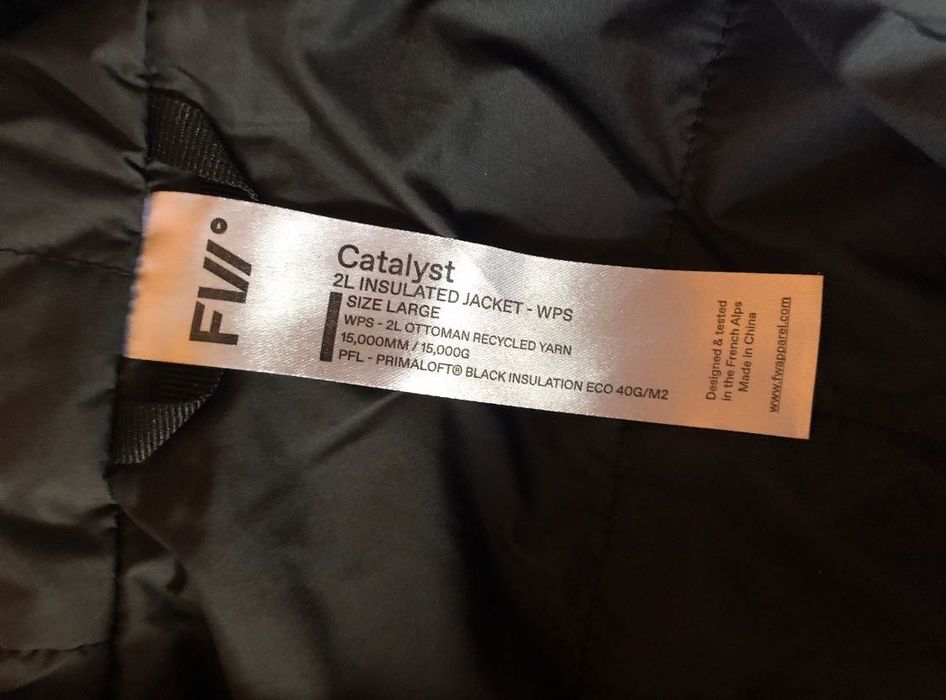 FW°
Catalyst
2L INSULATED JACKET - WPS
SIZE LARGE
WPS - 2L OTTOMAN RECYCLED YARN
15,000MM / 15,000G
PFL - PRIMALOFT® BLACK INSULATION ECO 40G/M2
Designed & tested
in the French Alps
Made in China
www.fwapparel.com